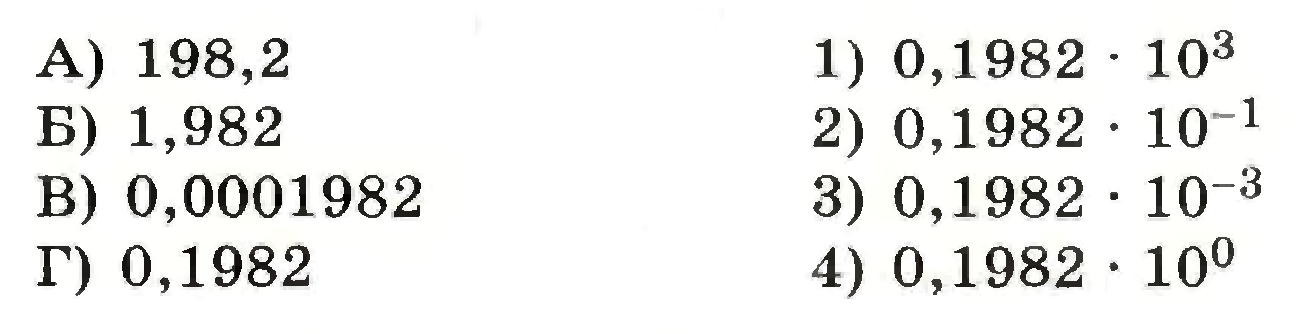 А) 198,2
Б) 1,982
В) 0,0001982
Г) 0,1982
1) 0,1982 · 10³
2) 0,1982 · 10⁻¹
3) 0,1982 · 10⁻³
4) 0,1982 · 10⁰